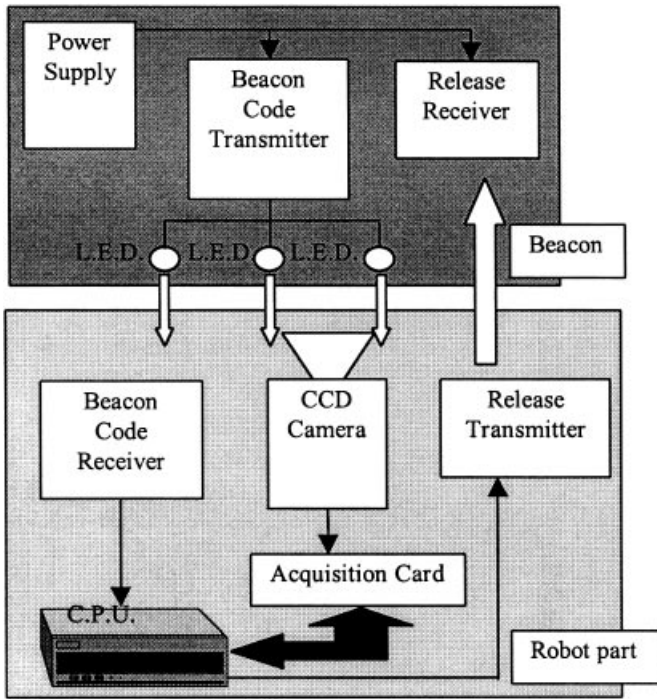 Power
Supply
Beacon
Code
Transmitter
Release
Receiver
L.E.D. L.E.D L.E.D.
Beacon
Beacon
Code
Receiver
CCD
Camera
Release
Transmitter
Acquisition Card
C.P.U.
Robot part